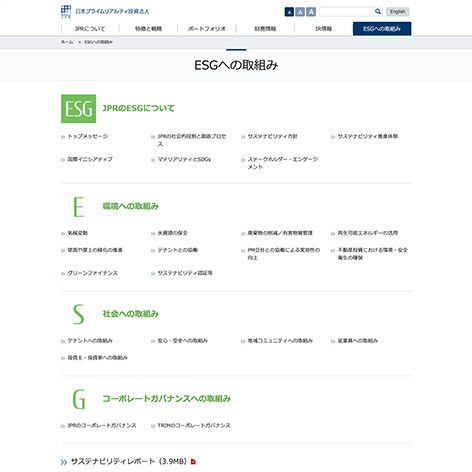 JPR
日本プライムリアルティ投資法人
A A A
English
JPRについて 特徴と戦略 ポートフォリオ 財務情報 IR情報 ESGへの取組み
ホーム > ESGへの取組み
ESGへの取組み
ESG JPRのESGについて
トップメッセージ JPRの社会的役割と創造プロセス サステナビリティ方針 サステナビリティ推進体制
国際イニシアティブ マテリアリティとSDGs ステークホルダー・エンゲージメント
E 環境への取組み
気候変動 水資源の保全 廃棄物の削減／有害物質管理 再生可能エネルギーの活用
壁面や屋上の緑化の推進 テナントとの協働 PM会社との協働による実効性の向上 不動産投資における環境・安全衛生の確保
グリーンファイナンス サステナビリティ認証等
S 社会への取組み
テナントへの取組み 安心・安全への取組み 地域コミュニティへの取組み 従業員への取組み
投資主・投資家への取組み
G コーポレートガバナンスへの取組み
JPRのコーポレートガバナンス TRIMのコーポレートガバナンス
サステナビリティレポート（3.9MB）